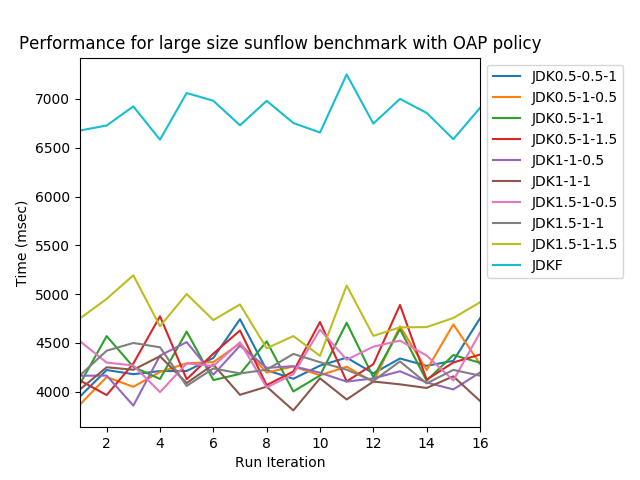 Performance for large size sunflow benchmark with OAP policy
7000
6500
6000
5500
5000
4500
4000
Time (msec)
2 4 6 8 10 12 14 16
Run Iteration
JDK0.5-0.5-1
JDK0.5-1-0.5
JDK0.5-1-1
JDK0.5-1-1.5
JDK1-1-0.5
JDK1-1-1
JDK1.5-1-0.5
JDK1.5-1-1
JDK1.5-1-1.5
JDKF